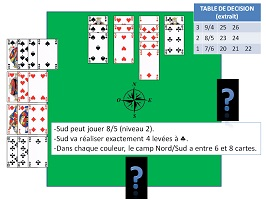 TABLE DE DECISION
(extrait)
3 9/4 25 26
2 8/5 23 24
1 7/6 20 21 22
N
?
-Sud peut jouer 8/5 (niveau 2).
-Sud va réaliser exactement 4 levées à ♣.
-Dans chaque couleur, le camp Nord/Sud a entre 6 et 8 cartes.
?